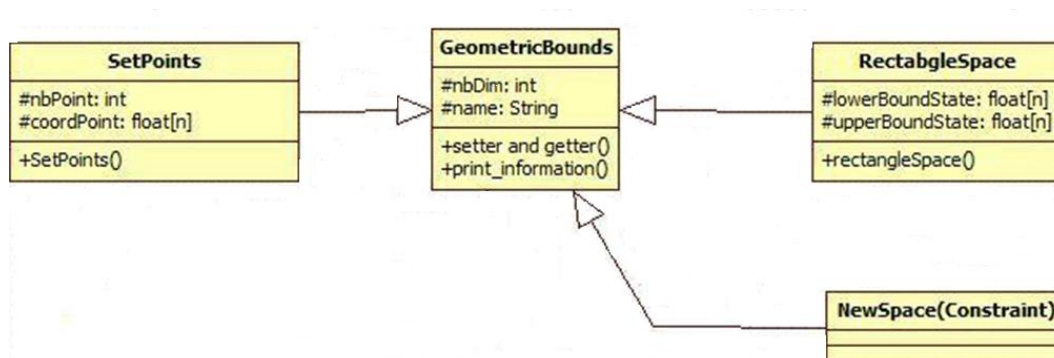 SetPoints
#nbPoint: int
#coordPoint: float[n]
+SetPoints()
GeometricBounds
#nbDim: int
#name: String
+setter and getter()
+print_information()
RectabgleSpace
#lowerBoundState: float[n]
#upperBoundState: float[n]
+rectangleSpace()
NewSpace(Constraint)